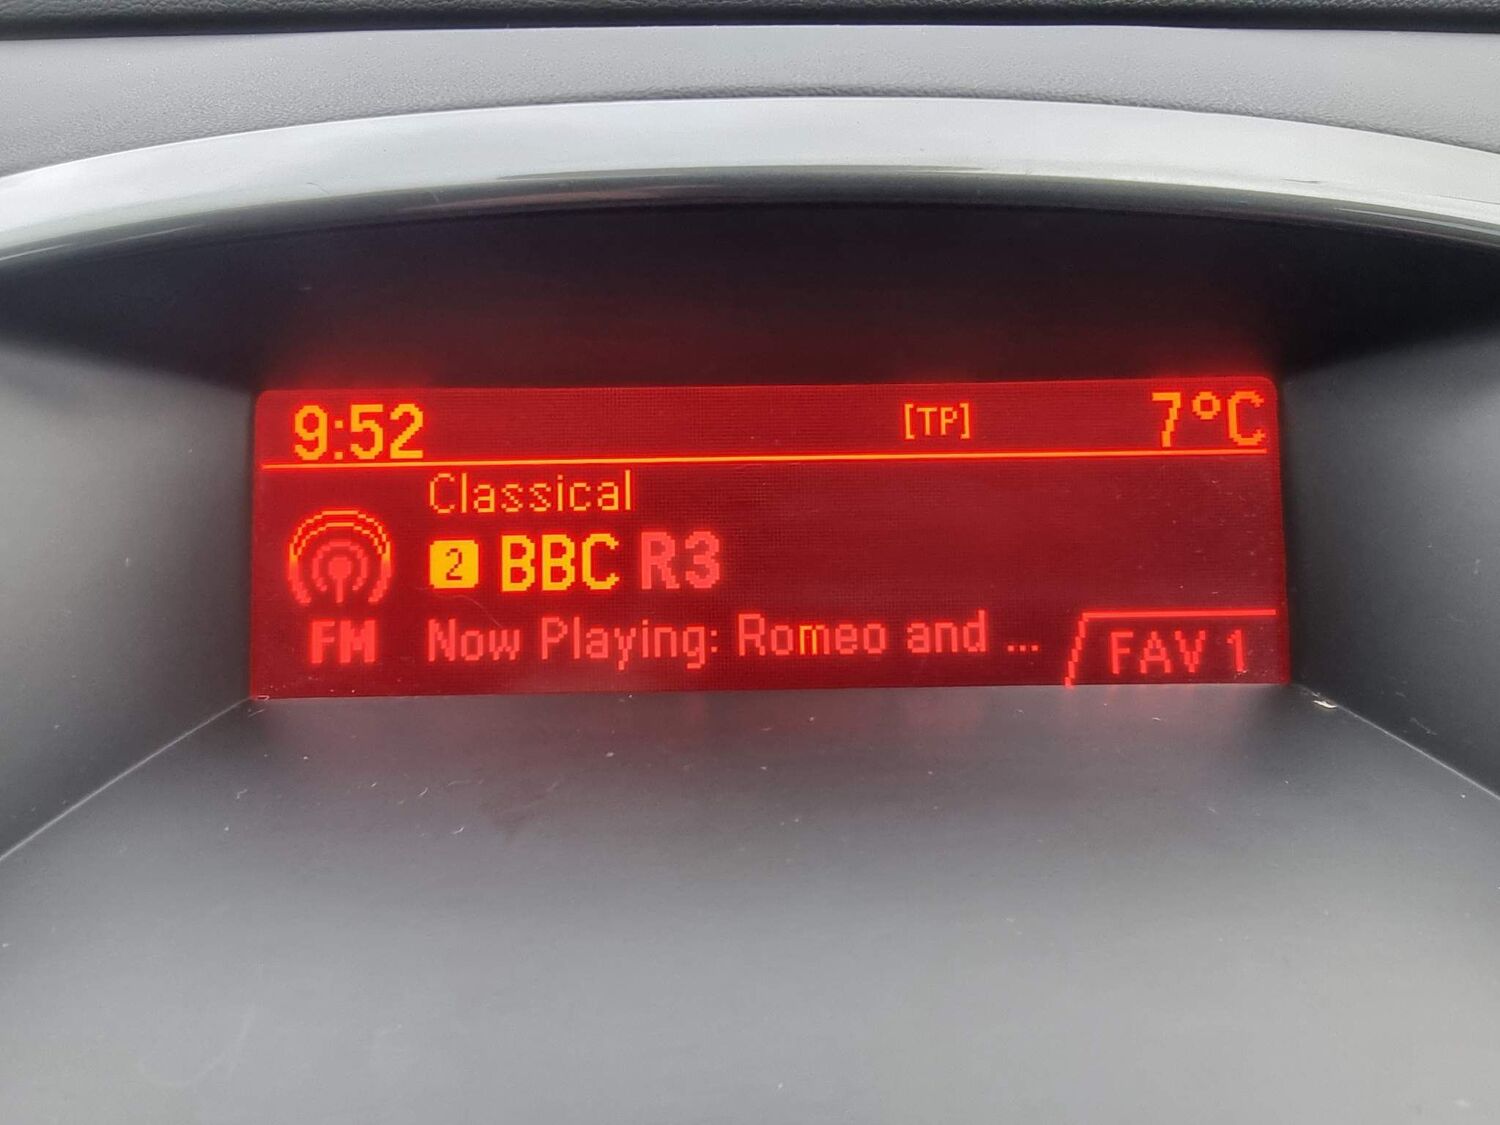 9:52 [TP] 7°C
Classical
2 BBC R3
FM Now Playing: Romeo and ... FAV 1